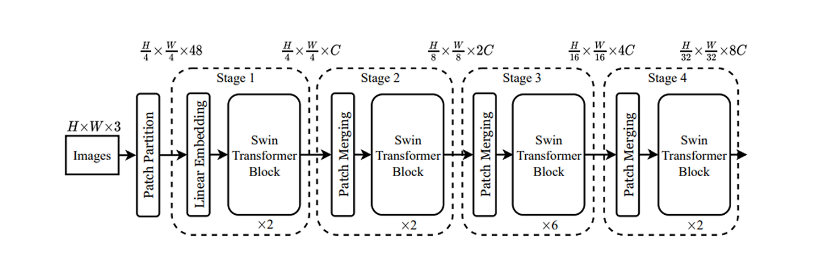 H/4 × W/4 × 48
H/4 × W/4 × C
H/8 × W/8 × 2C
H/16 × W/16 × 4C
H/32 × W/32 × 8C
H×W×3
Images
Patch Partition
Stage 1
Linear Embedding
Swin
Transformer
Block
×2
Stage 2
Patch Merging
Swin
Transformer
Block
×2
Stage 3
Patch Merging
Swin
Transformer
Block
×6
Stage 4
Patch Merging
Swin
Transformer
Block
×2